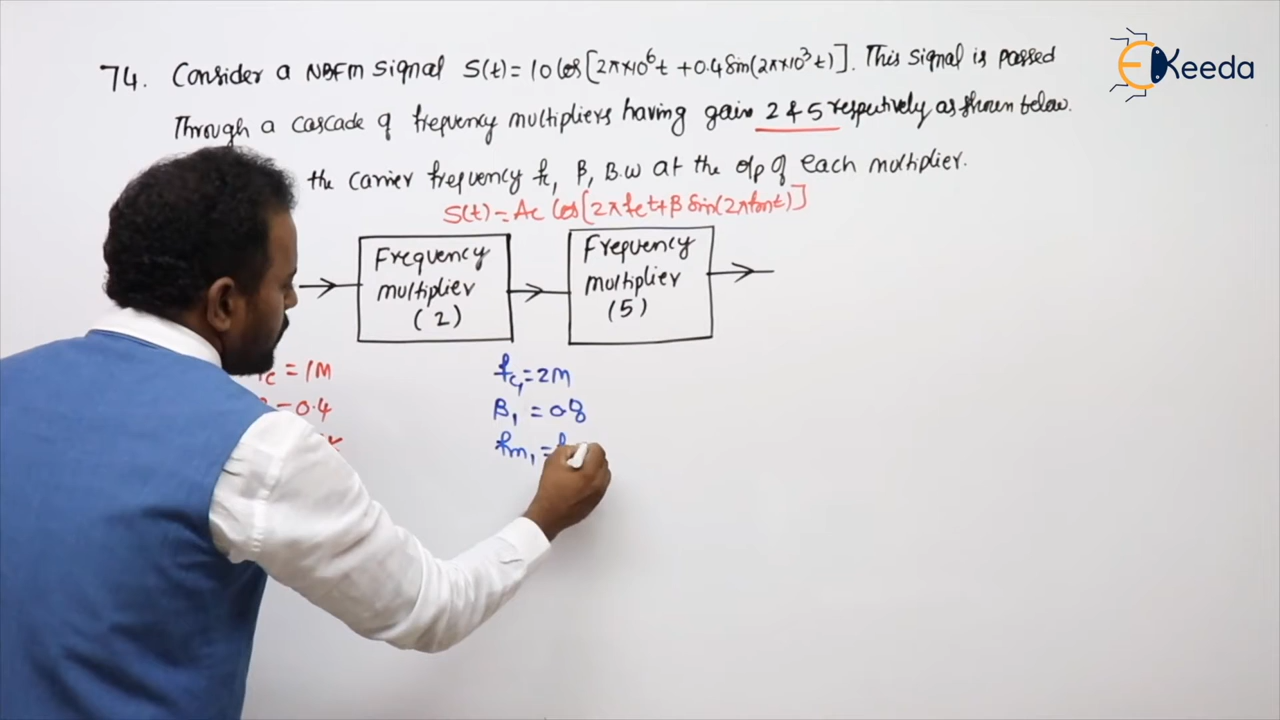 EKeeda
74. Consider a NBFM signal S(t) = 10 Cos[2π×10⁶t + 0.4 Sin(2π×10³t)]. This signal is passed
Through a cascade of frequency multipliers having gain 2 & 5 respectively as shown below.
the carrier frequency fc, β, B.W at the o/p of each multiplier.
S(t) = Ac Cos[2πfct + β Sin(2πfmt)]
Frequency
multiplier
(2)
Frequency
multiplier
(5)
c = 1M
= 0.4
fc₁ = 2M
β₁ = 0.8
fm₁ = f